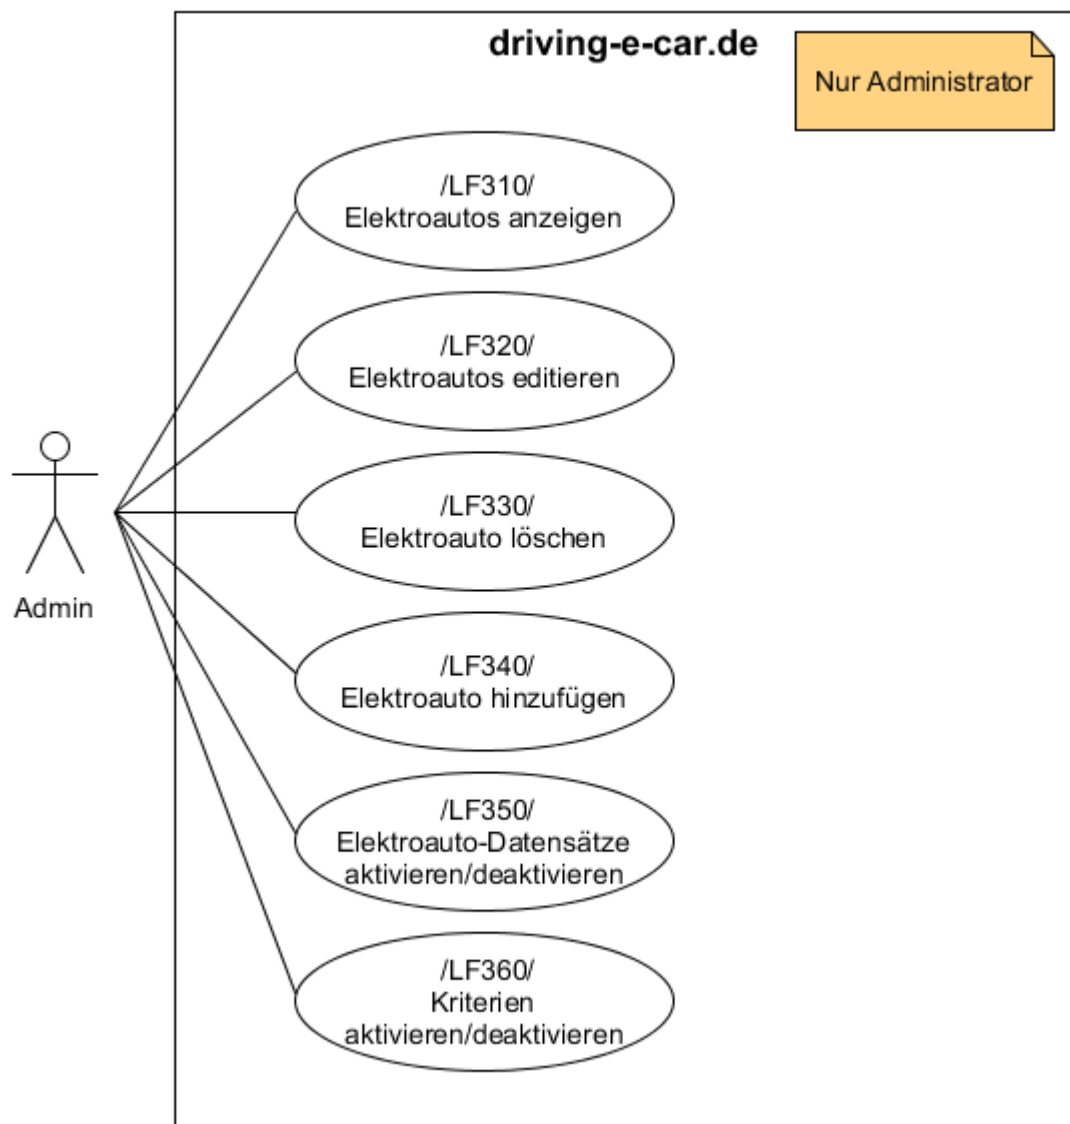 driving-e-car.de
Nur Administrator
/LF310/
Elektroautos anzeigen
/LF320/
Elektroautos editieren
/LF330/
Elektroauto löschen
Admin
/LF340/
Elektroauto hinzufügen
/LF350/
Elektroauto-Datensätze
aktivieren/deaktivieren
/LF360/
Kriterien
aktivieren/deaktivieren